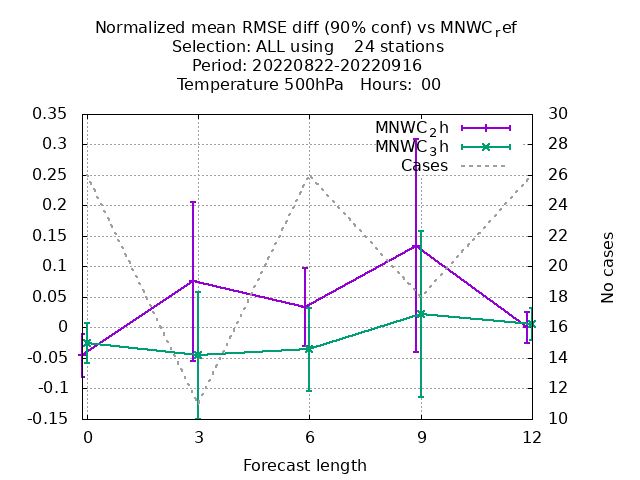 Normalized mean RMSE diff (90% conf) vs MNWCref
Selection: ALL using 24 stations
Period: 20220822-20220916
Temperature 500hPa Hours: 00
MNWC2h
MNWC3h
Cases
0.35
0.3
0.25
0.2
0.15
0.1
0.05
0
-0.05
-0.1
-0.15
30
28
26
24
22
20
18
16
14
12
10
No cases
0 3 6 9 12
Forecast length